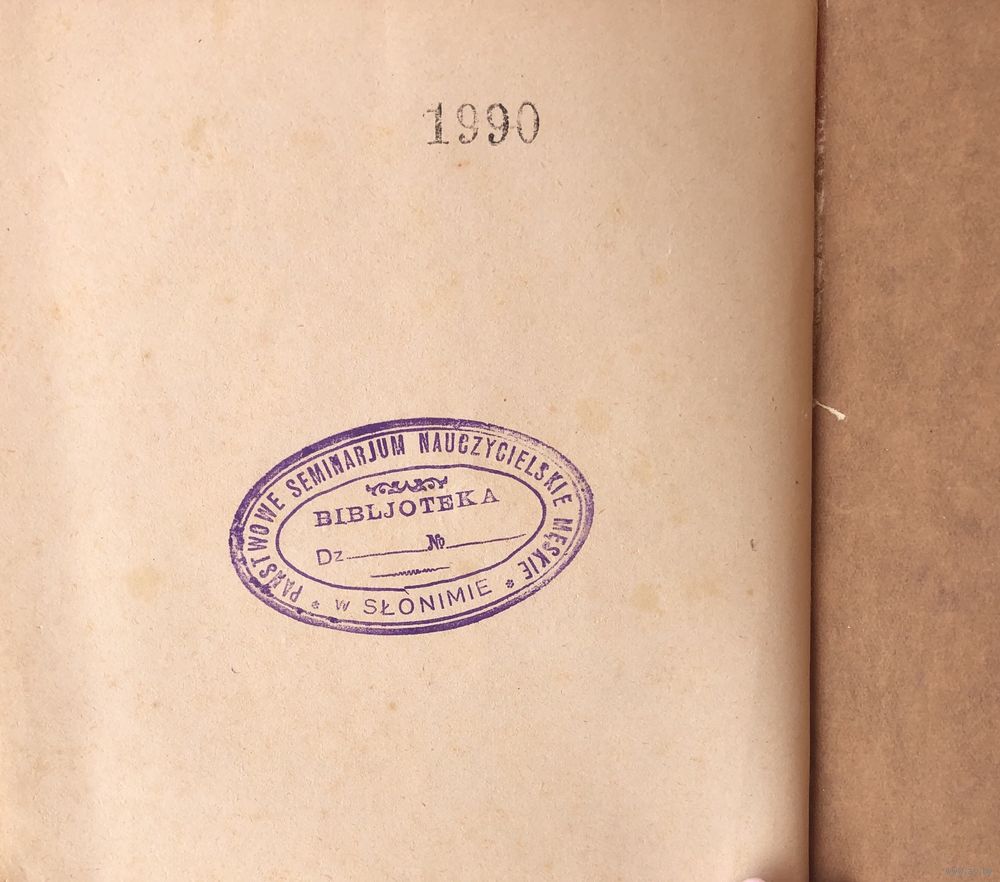 1990
PAŃSTWOWE SEMINARJUM NAUCZYCIELSKIE MĘSKIE
BIBLJOTEKA
Dz. № 
* W SŁONIMIE *